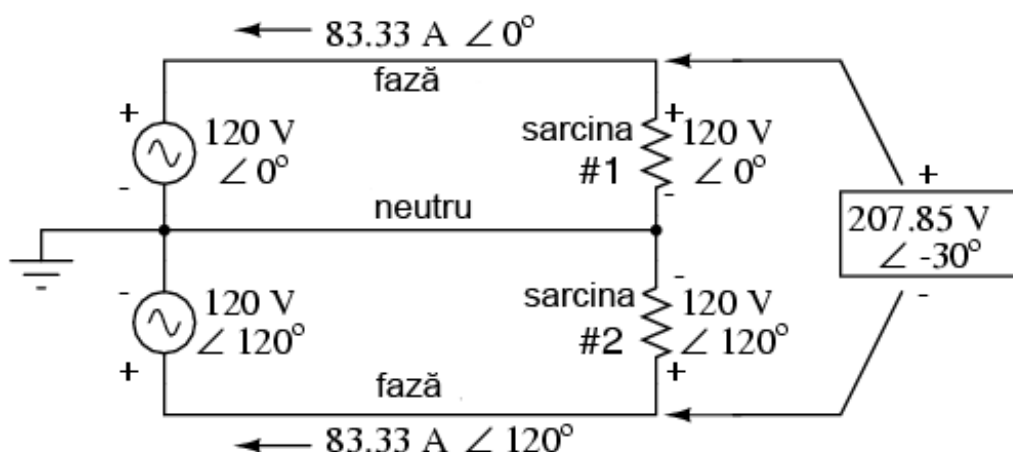 83.33 A ∠ 0°
fază
+
120 V
∠ 0°
-
sarcina
#1
+
120 V
∠ 0°
-
neutru
+
207.85 V
∠ -30°
-
-
120 V
∠ 120°
+
sarcina
#2
-
120 V
∠ 120°
+
fază
83.33 A ∠ 120°